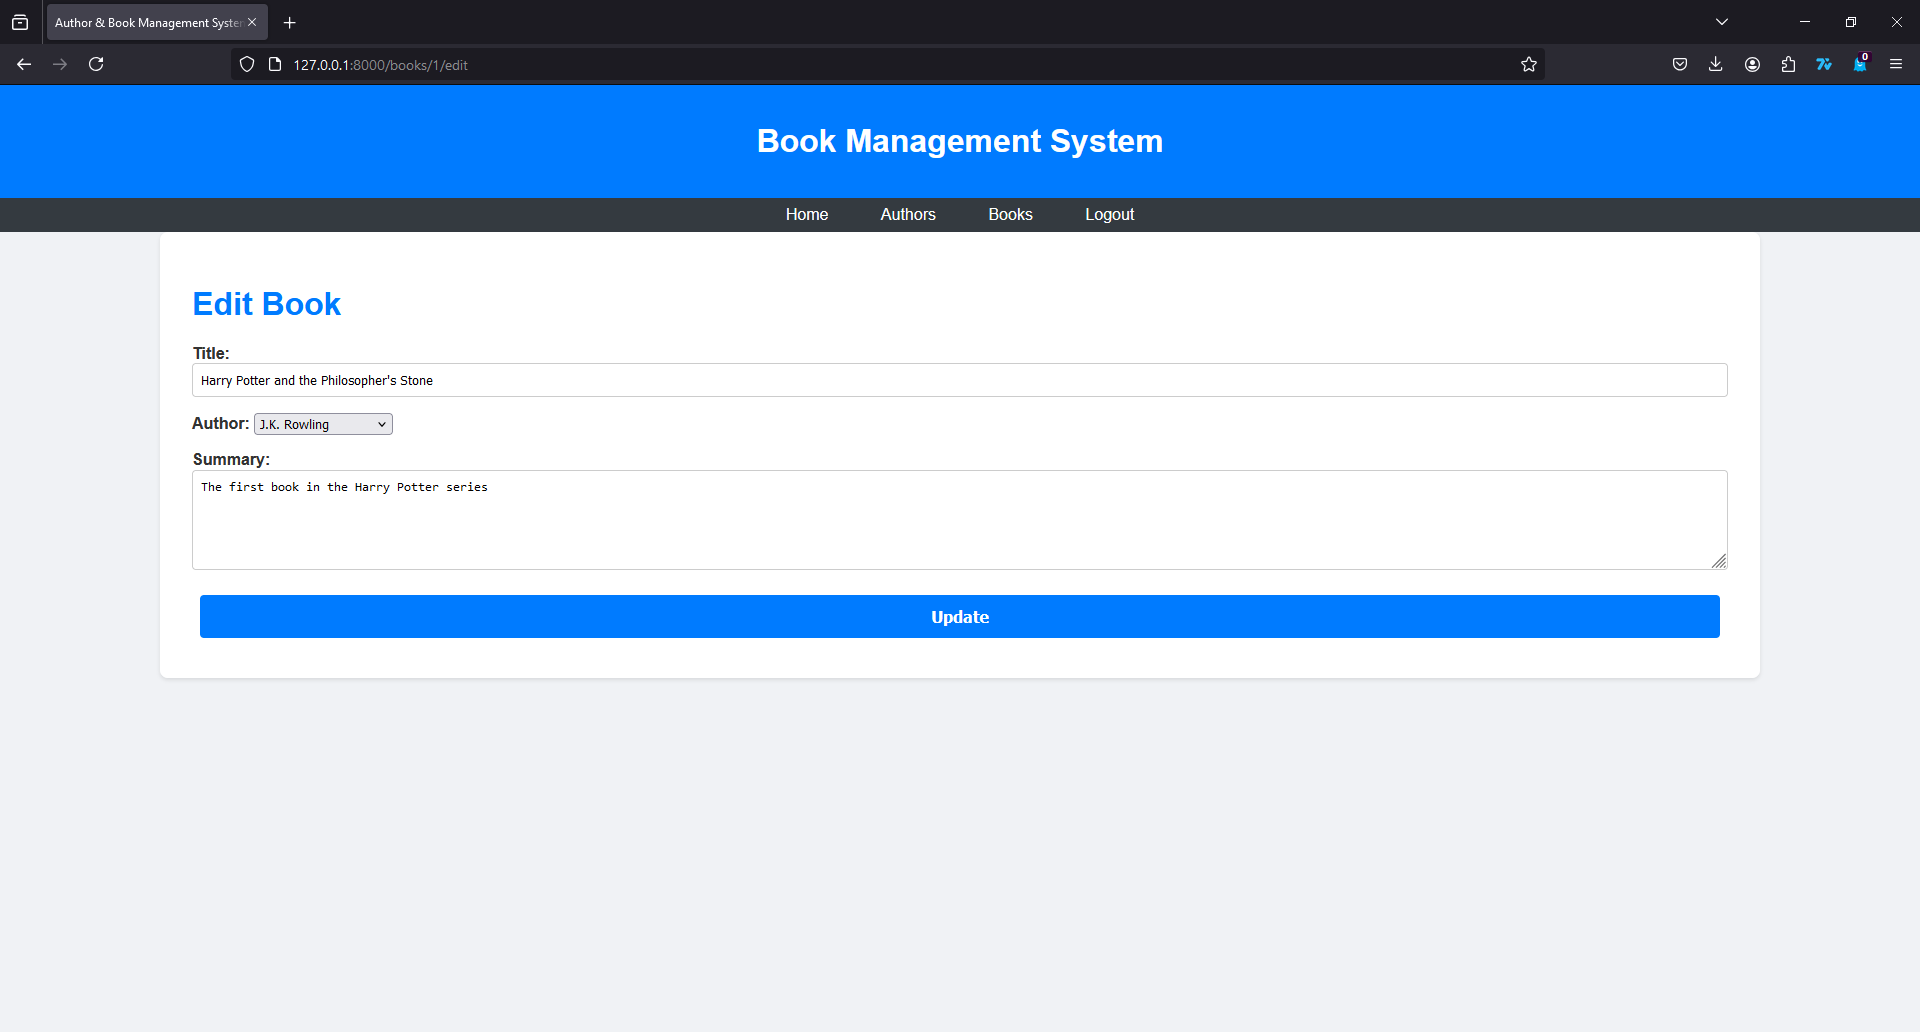 Author & Book Management System
127.0.0.1:8000/books/1/edit
0
Book Management System
Home Authors Books Logout
Edit Book
Title:
Harry Potter and the Philosopher's Stone
Author: J.K. Rowling
Summary:
The first book in the Harry Potter series
Update